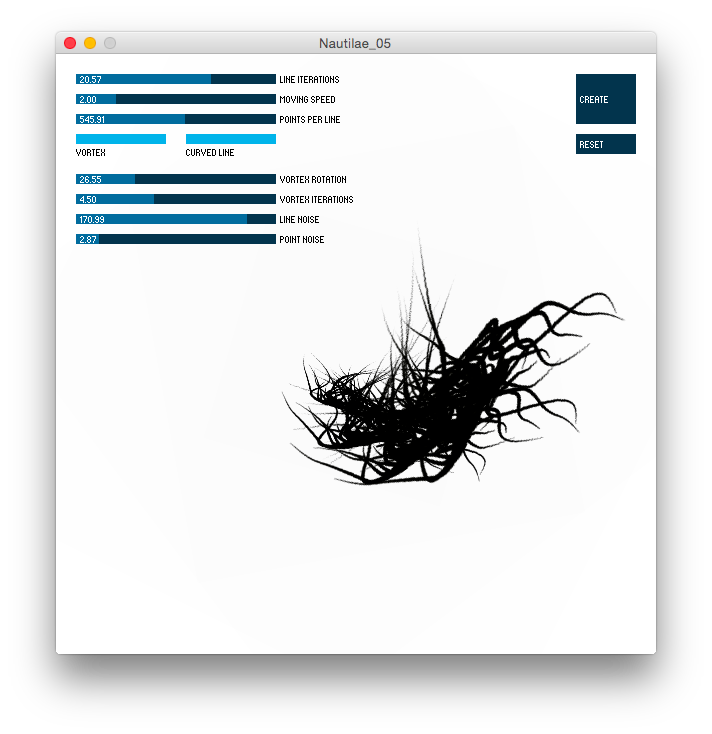 Nautilae_05
20.57 LINE ITERATIONS
2.00 MOVING SPEED
545.91 POINTS PER LINE
VORTEX CURVED LINE
26.55 VORTEX ROTATION
4.50 VORTEX ITERATIONS
170.99 LINE NOISE
2.87 POINT NOISE
CREATE
RESET